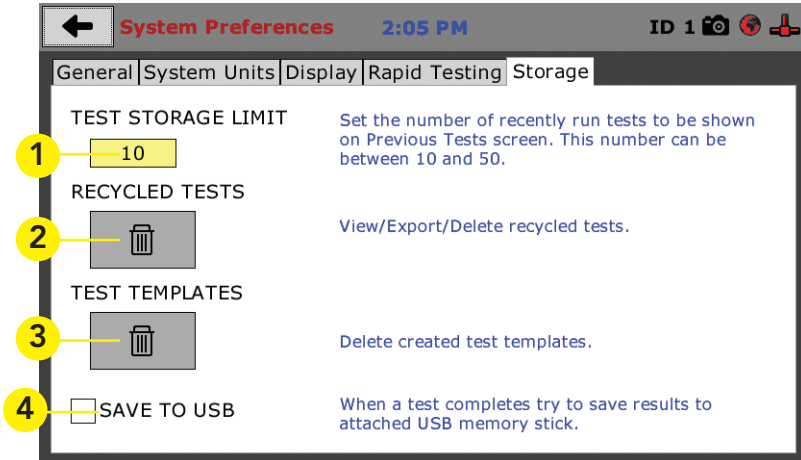 System Preferences 2:05 PM ID 1
General System Units Display Rapid Testing Storage
TEST STORAGE LIMIT
Set the number of recently run tests to be shown
on Previous Tests screen. This number can be
between 10 and 50.
1
10
RECYCLED TESTS
2
View/Export/Delete recycled tests.
TEST TEMPLATES
3
Delete created test templates.
4
SAVE TO USB
When a test completes try to save results to
attached USB memory stick.